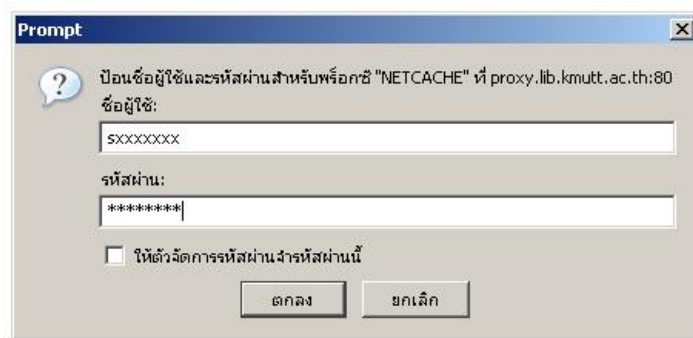 Prompt
ป้อนชื่อผู้ใช้และรหัสผ่านสำหรับพร็อกซี "NETCACHE" ที่ proxy.lib.kmutt.ac.th:80
ชื่อผู้ใช้:
sxxxxxxx
รหัสผ่าน:
********
ให้ตัวจัดการรหัสผ่านจำรหัสผ่านนี้
ตกลง ยกเลิก